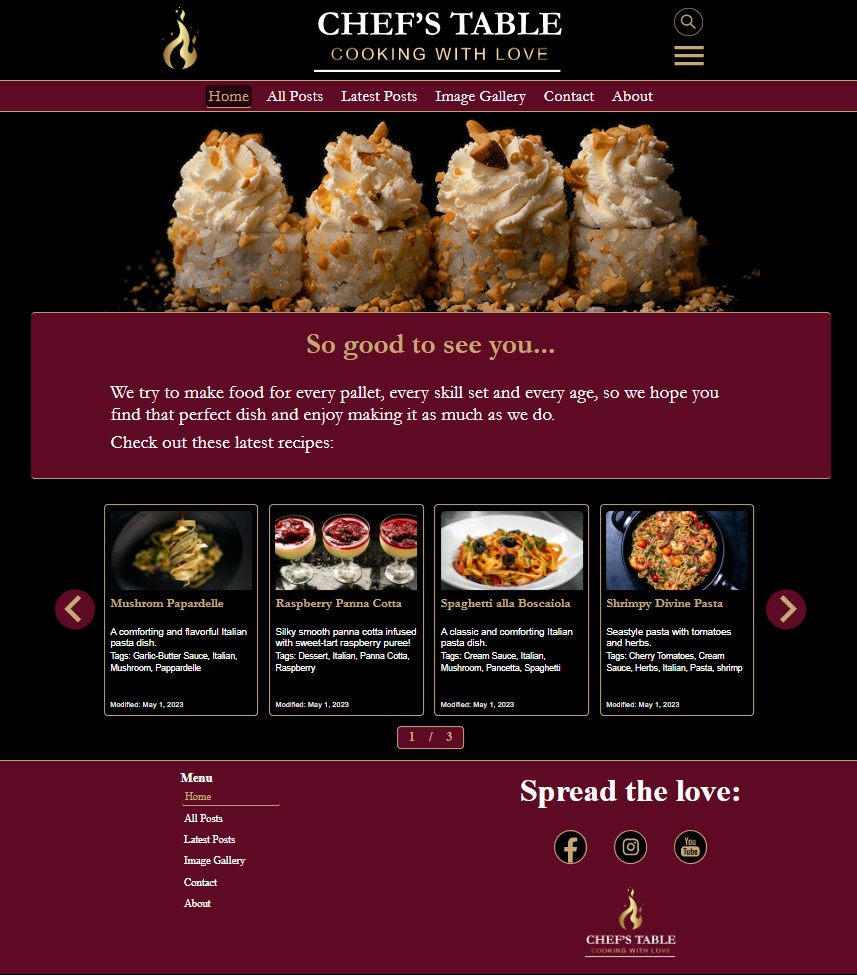 CHEF'S TABLE
COOKING WITH LOVE
Home All Posts Latest Posts Image Gallery Contact About
So good to see you...
We try to make food for every pallet, every skill set and every age, so we hope you
find that perfect dish and enjoy making it as much as we do.
Check out these latest recipes:
Mushrom Papardelle
A comforting and flavorful Italian
pasta dish.
Tags: Garlic-Butter Sauce, Italian,
Mushroom, Pappardelle
Modified: May 1, 2023
Raspberry Panna Cotta
Silky smooth panna cotta infused
with sweet-tart raspberry puree!
Tags: Dessert, Italian, Panna Cotta,
Raspberry
Modified: May 1, 2023
Spaghetti alla Boscaiola
A classic and comforting Italian
pasta dish.
Tags: Cream Sauce, Italian,
Mushroom, Pancetta, Spaghetti
Modified: May 1, 2023
Shrimpy Divine Pasta
Seastyle pasta with tomatoes
and herbs.
Tags: Cherry Tomatoes, Cream
Sauce, Herbs, Italian, Pasta, shrimp
Modified: May 1, 2023
1 / 3
Menu
Home
All Posts
Latest Posts
Image Gallery
Contact
About
Spread the love:
You
Tube
CHEF'S TABLE
COOKING WITH LOVE